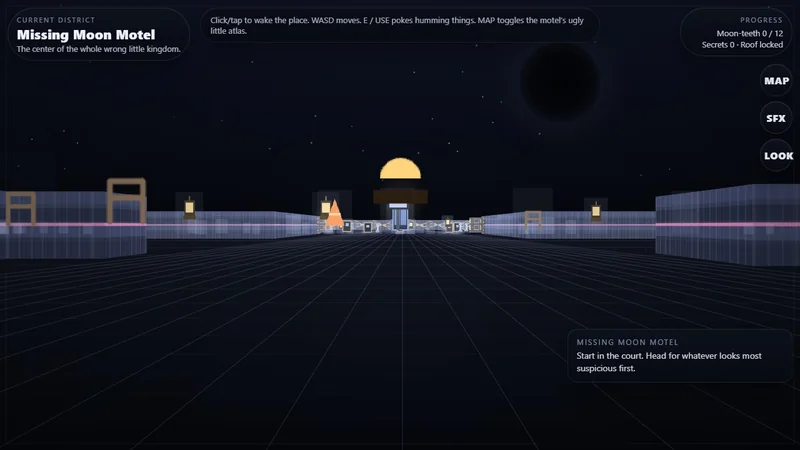 CURRENT DISTRICT
Missing Moon Motel
The center of the whole wrong little kingdom.
Click/tap to wake the place. WASD moves. E / USE pokes humming things. MAP toggles the motel's ugly
little atlas.
PROGRESS
Moon-teeth 0 / 12
Secrets 0 · Roof locked
MAP
SFX
LOOK
MISSING MOON MOTEL
Start in the court. Head for whatever looks most
suspicious first.